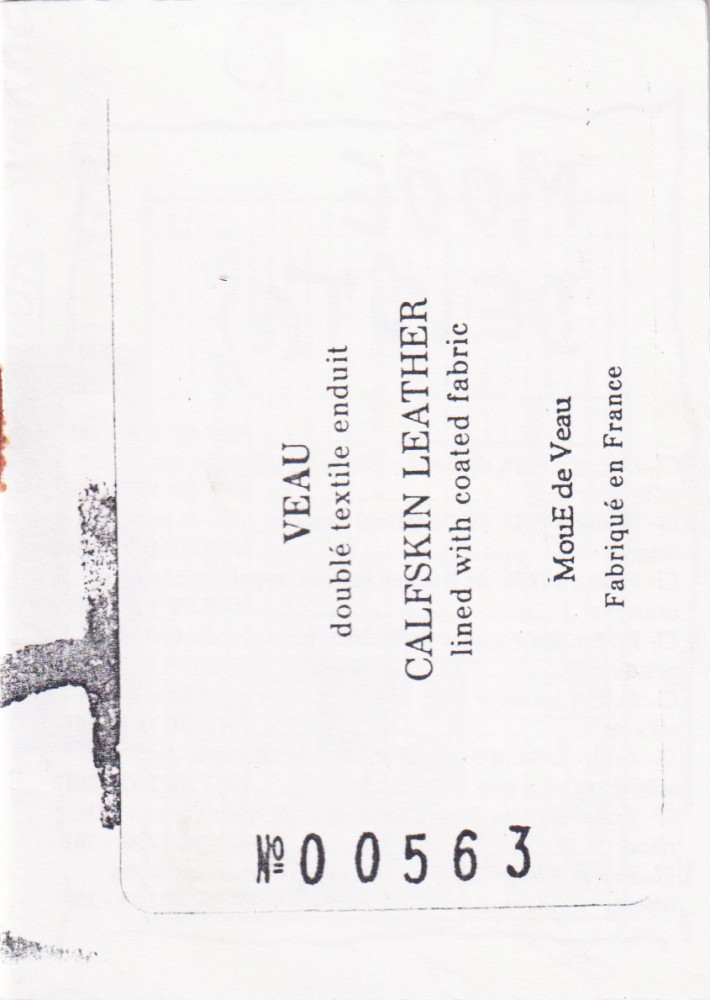 VEAU
doublé textile enduit
CALFSKIN LEATHER
lined with coated fabric
MouE de Veau
Fabriqué en France
№ 00563